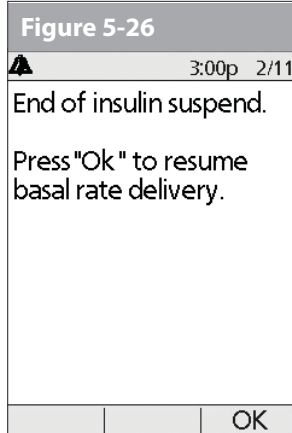 Figure 5-26
3:00p 2/11
End of insulin suspend.
Press "Ok" to resume
basal rate delivery.
OK